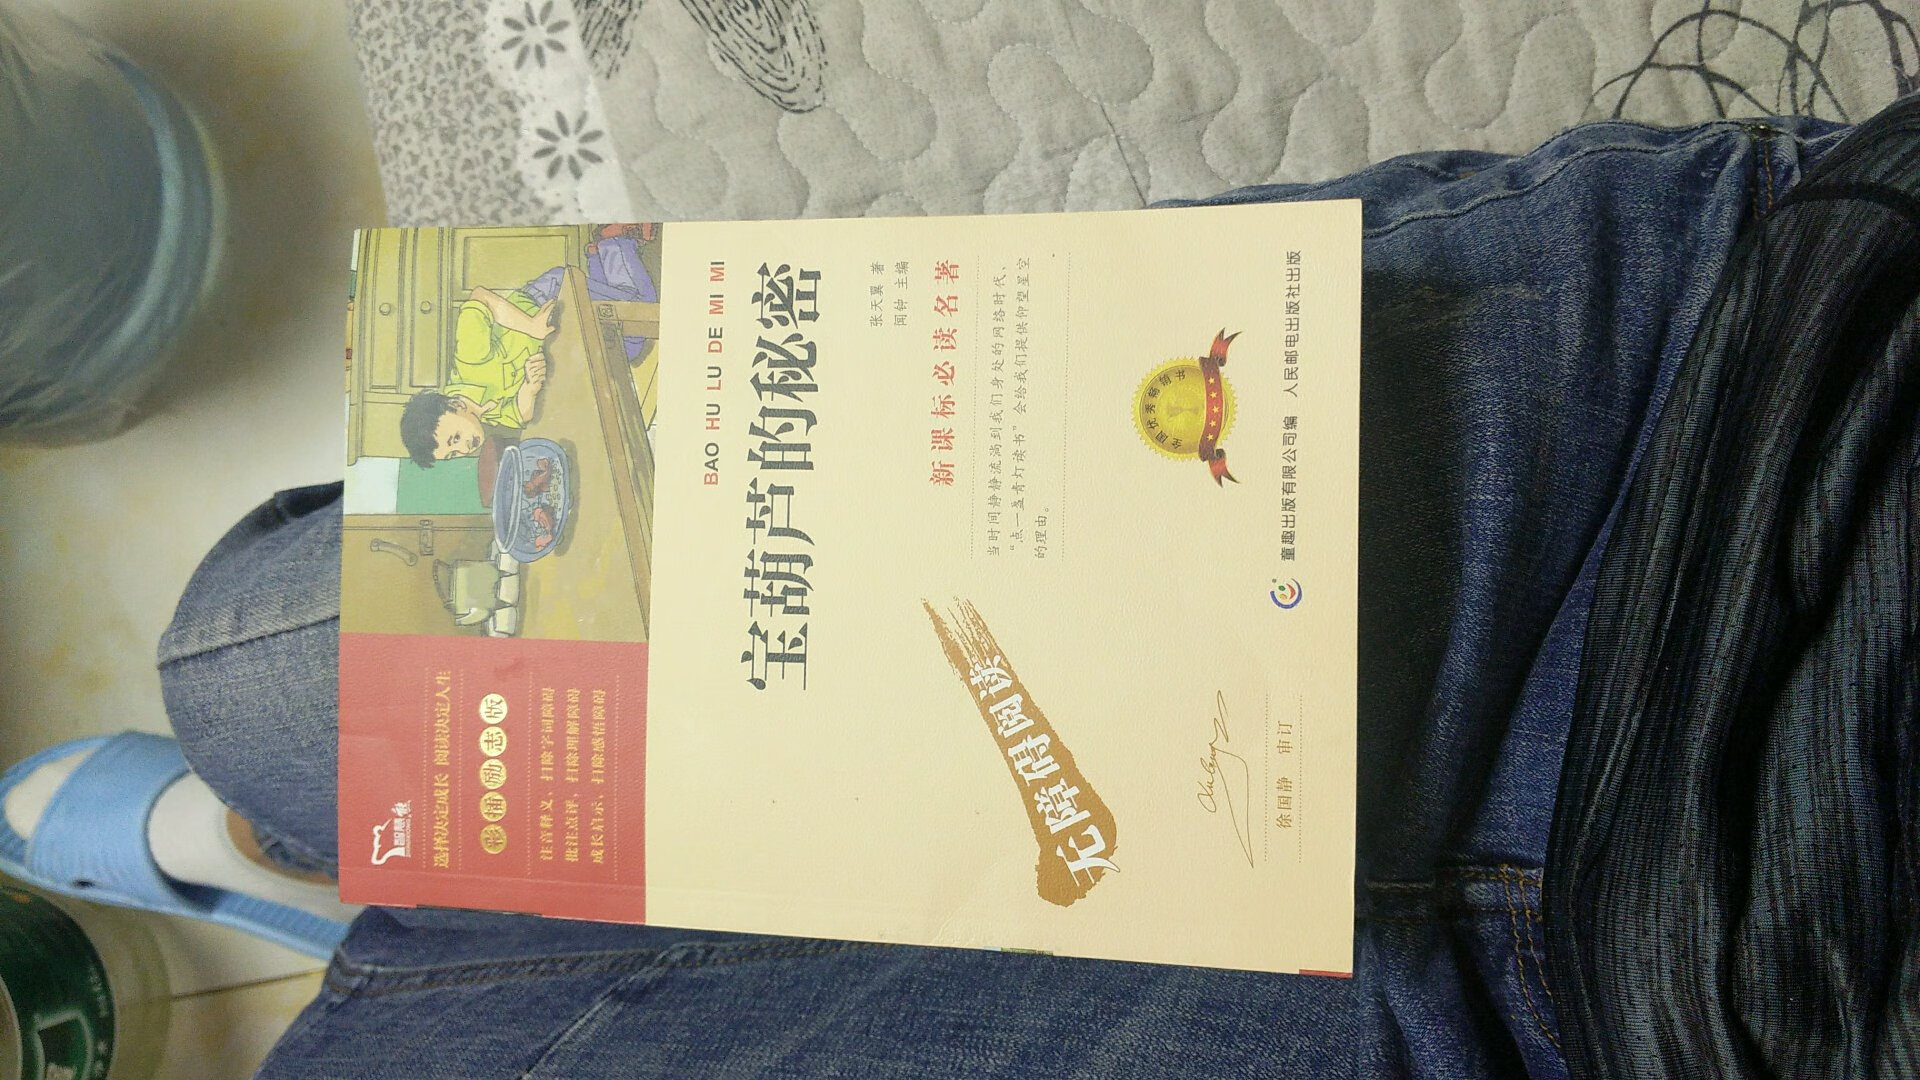 智慧熊
选择决定成长 阅读决定人生
彩插励志版
注音释义、扫除字词障碍
批注点评、扫除理解障碍
成长启示、扫除感悟障碍
BAO HU LU DE MI MI
宝葫芦的秘密
张天翼 著
闻钟 主编
新课标必读名著
当时间静静流淌到我们身处的网络时代,
“点一盏青灯读书”会给我们提供仰望星空
的理由。
无障碍阅读
徐国静 审订
童趣出版有限公司编 人民邮电出版社出版